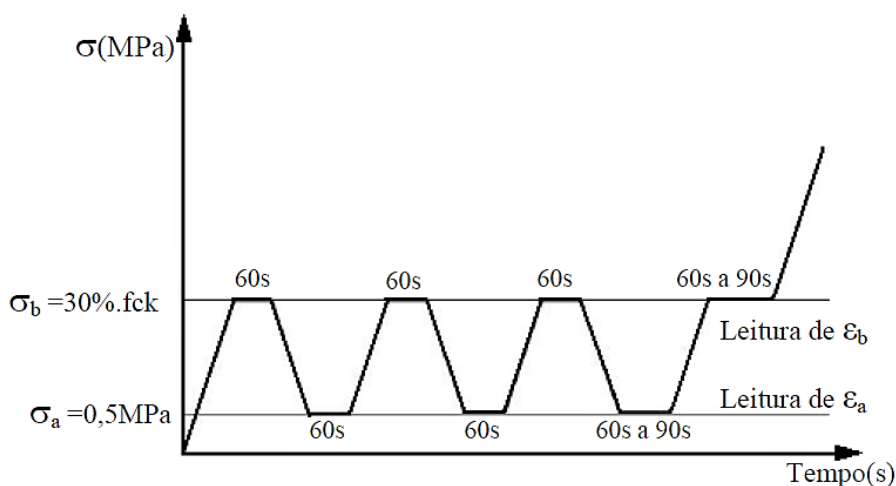 σ(MPa)
60s
60s
60s
60s a 90s
σb =30%.fck
Leitura de εb
Leitura de εa
σa =0,5MPa
60s
60s
60s a 90s
Tempo(s)